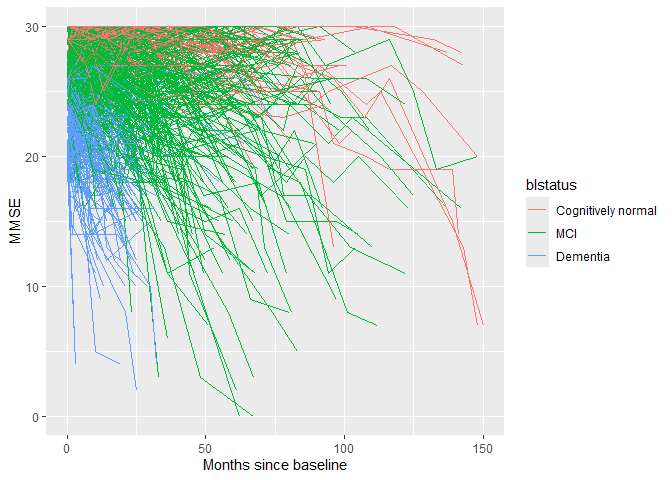 30
20
10
0
MMSE
0
50
100
150
Months since baseline
blstatus
Cognitively normal
MCI
Dementia